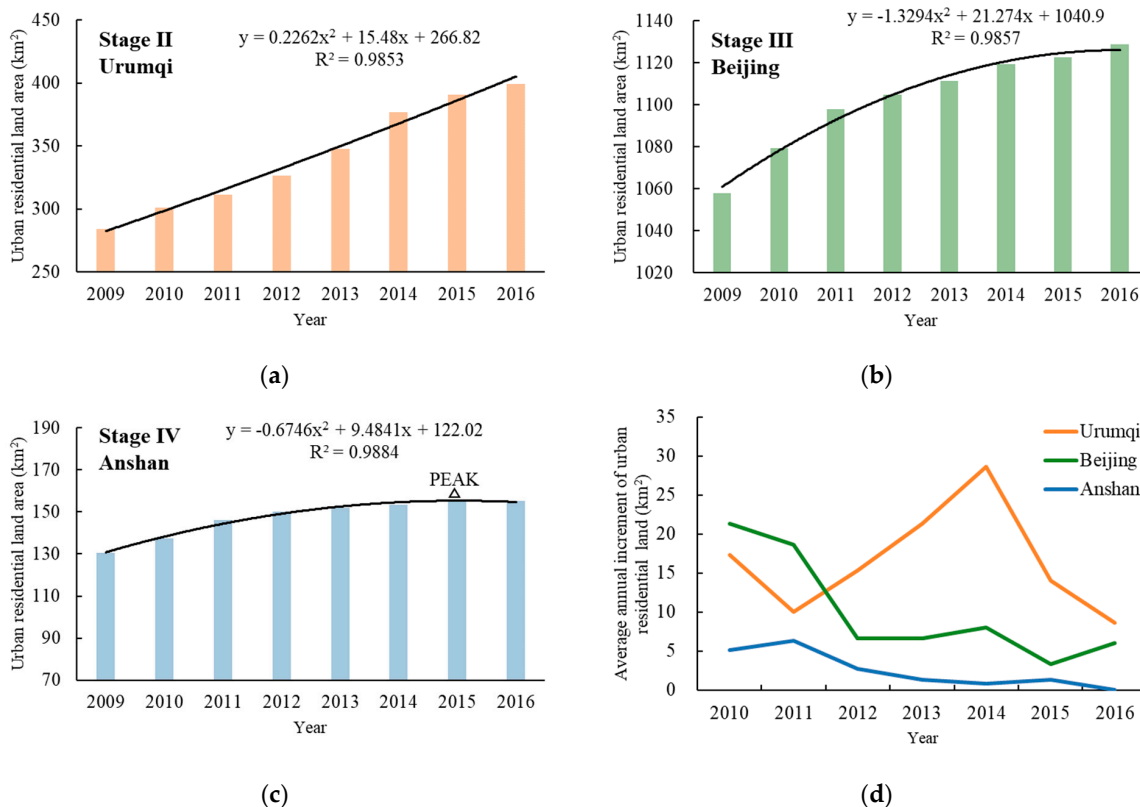 Stage II
Urumqi
y = 0.2262x² + 15.48x + 266.82
R² = 0.9853
Urban residential land area (km²)
450
400
350
300
250
2009 2010 2011 2012 2013 2014 2015 2016
Year
(a)
Stage III
Beijing
y = -1.3294x² + 21.274x + 1040.9
R² = 0.9857
Urban residential land area (km²)
1140
1120
1100
1080
1060
1040
1020
2009 2010 2011 2012 2013 2014 2015 2016
Year
(b)
Stage IV
Anshan
y = -0.6746x² + 9.4841x + 122.02
R² = 0.9884
PEAK
Urban residential land area (km²)
190
170
150
130
110
90
70
2009 2010 2011 2012 2013 2014 2015 2016
Year
(c)
Urumqi
Beijing
Anshan
Average annual increment of urban
residential land (km²)
35
30
25
20
15
10
5
0
2010 2011 2012 2013 2014 2015 2016
Year
(d)